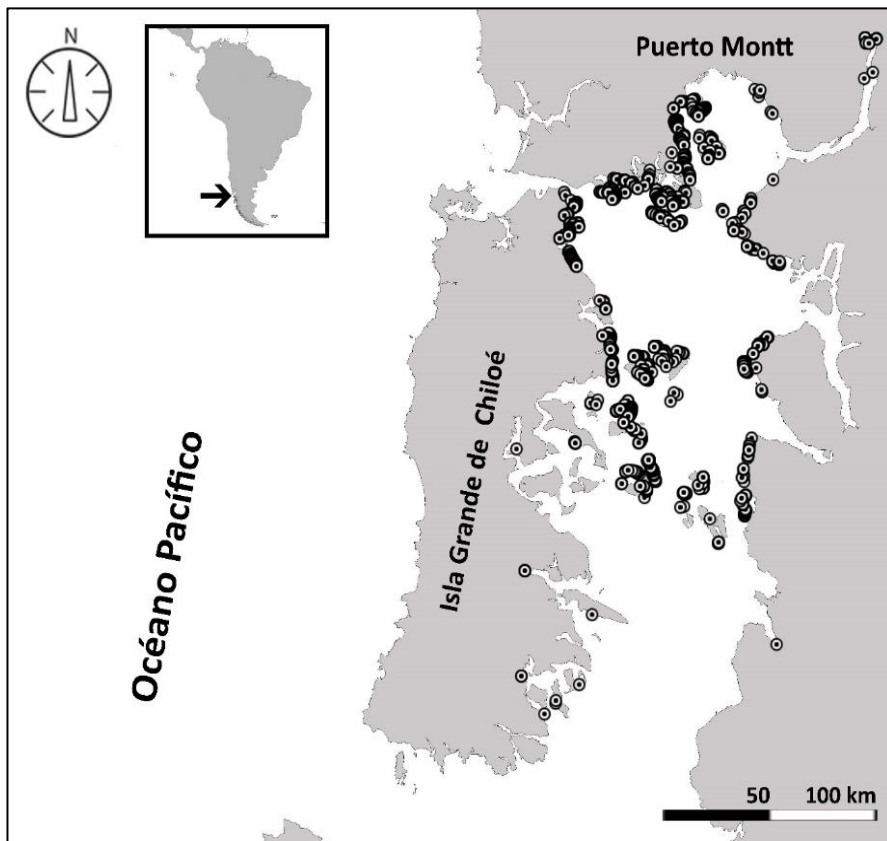 N
Puerto Montt
Isla Grande de Chiloé
Océano Pacífico
50 100 km